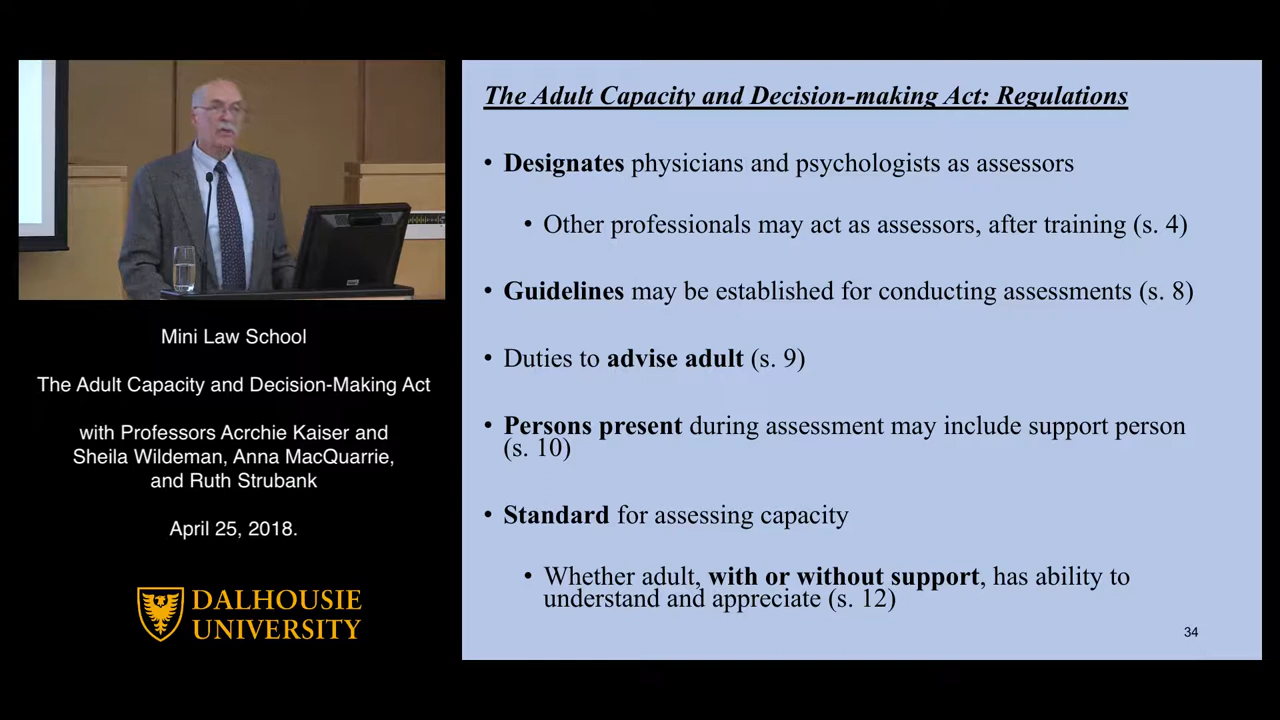 Mini Law School
The Adult Capacity and Decision-Making Act
with Professors Acrchie Kaiser and
Sheila Wildeman, Anna MacQuarrie,
and Ruth Strubank
April 25, 2018.
DALHOUSIE
UNIVERSITY
The Adult Capacity and Decision-making Act: Regulations
• Designates physicians and psychologists as assessors
• Other professionals may act as assessors, after training (s. 4)
• Guidelines may be established for conducting assessments (s. 8)
• Duties to advise adult (s. 9)
• Persons present during assessment may include support person
(s. 10)
• Standard for assessing capacity
• Whether adult, with or without support, has ability to
understand and appreciate (s. 12)
34